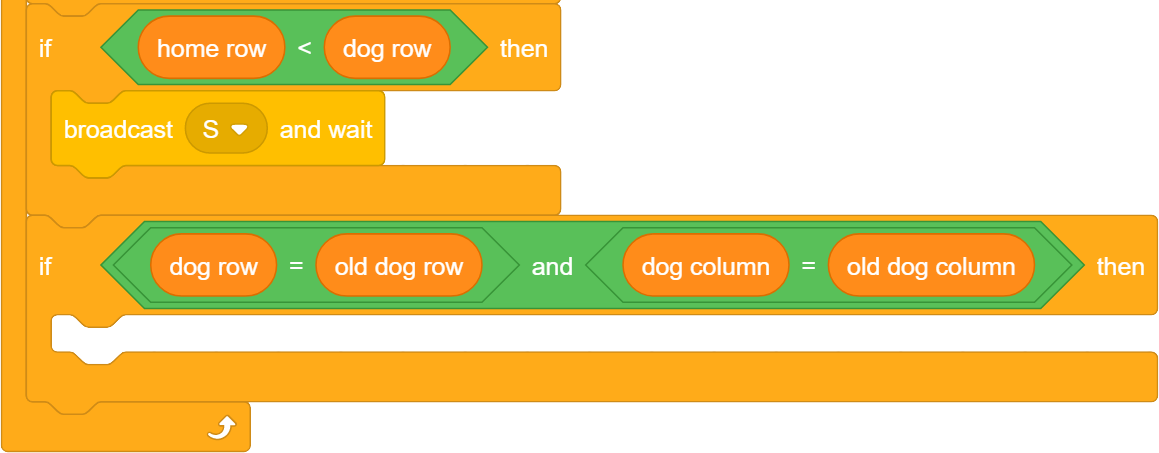 if home row < dog row then
broadcast S and wait
if dog row = old dog row and dog column = old dog column then